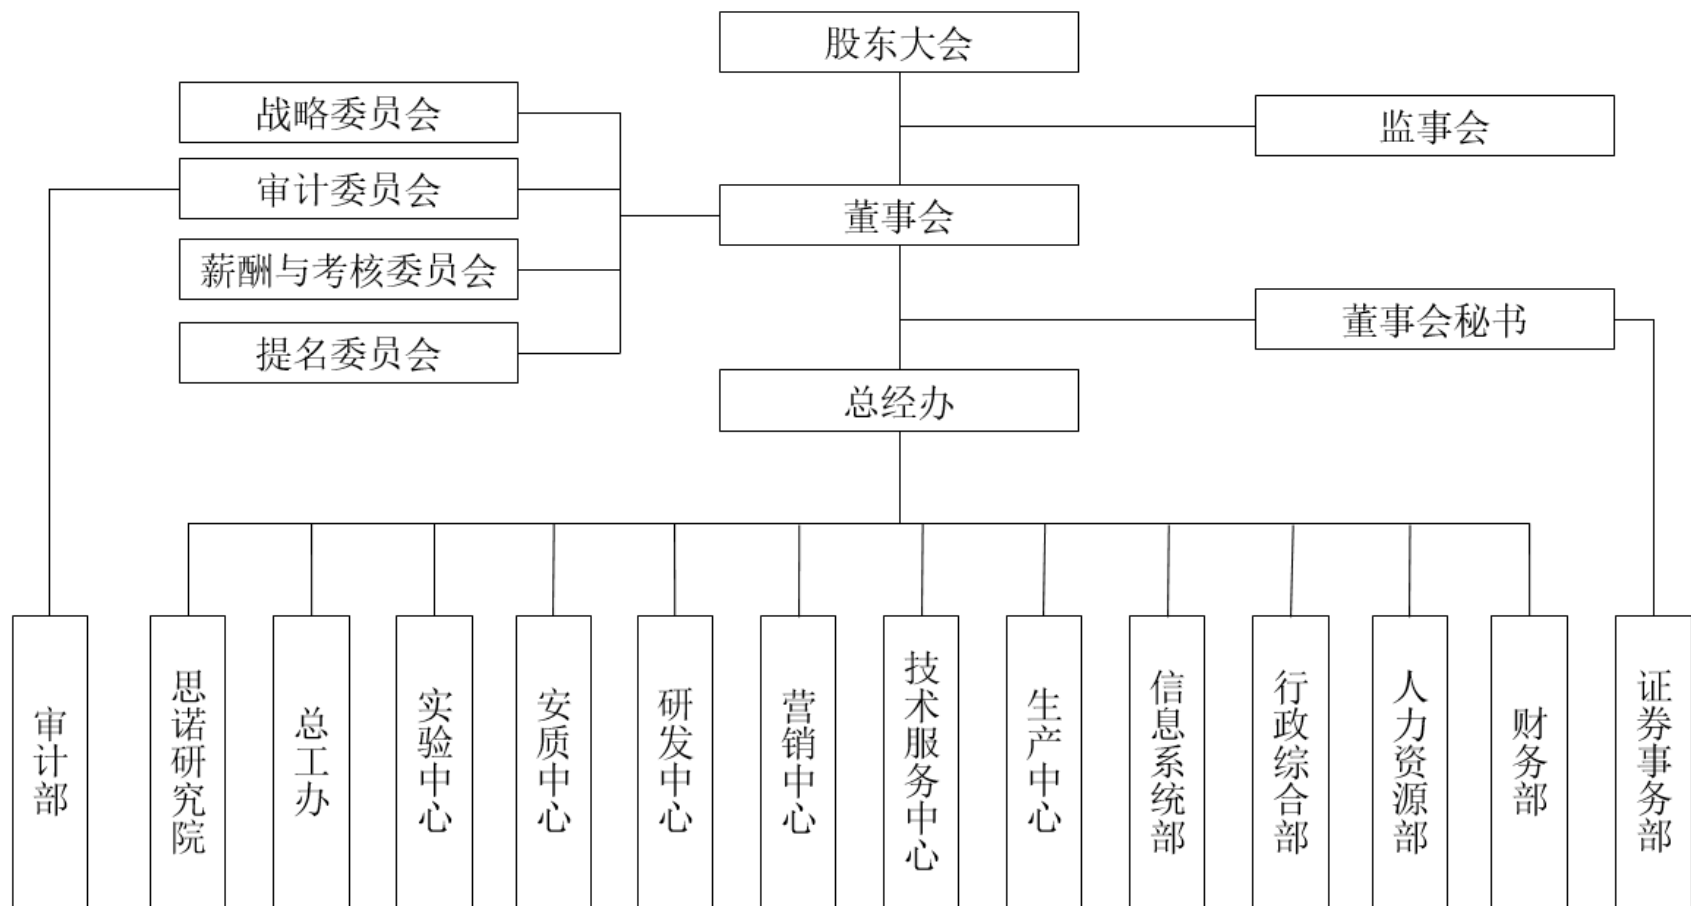 股东大会
战略委员会
监事会
审计委员会
董事会
薪酬与考核委员会
董事会秘书
提名委员会
总经办
审计部
思诺研究院
总工办
实验中心
安质中心
研发中心
营销中心
技术服务中心
生产中心
信息系统部
行政综合部
人力资源部
财务部
证券事务部